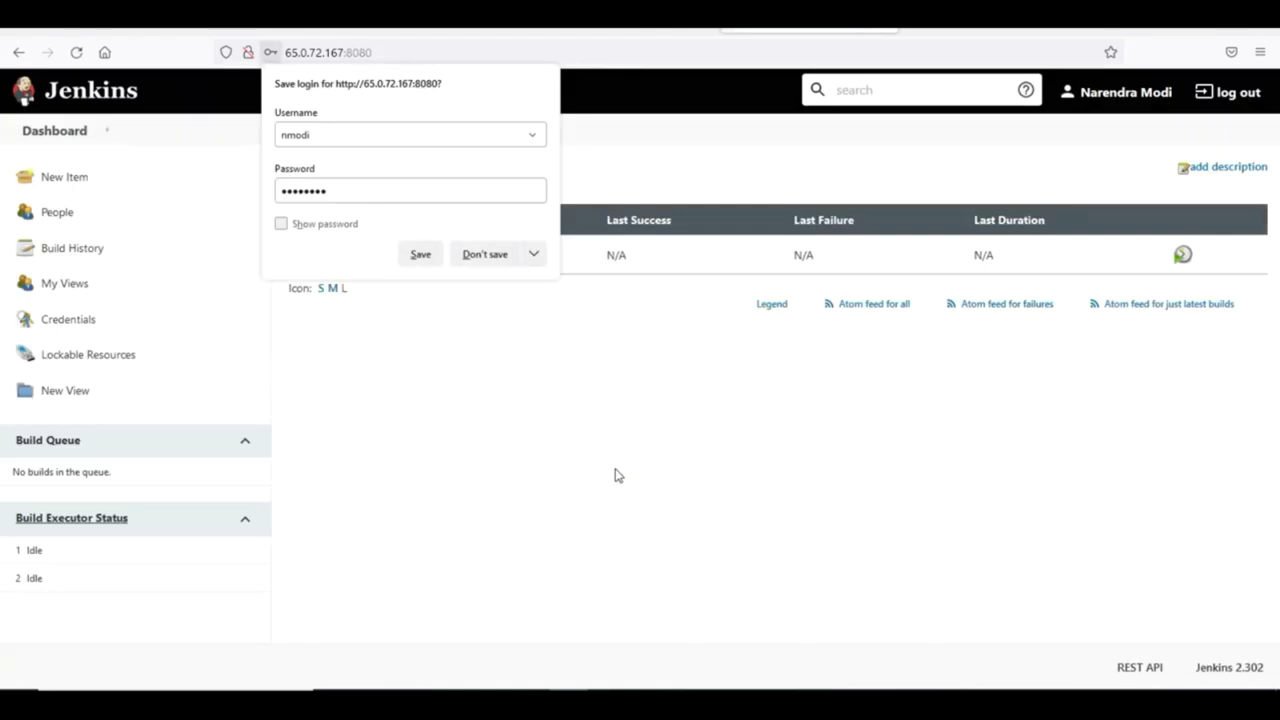 65.0.72.167:8080
Jenkins
search
Narendra Modi
log out
Dashboard
Save login for http://65.0.72.167:8080?
Username
nmodi
Password
••••••••
Show password
Save
Don't save
New Item
People
Build History
My Views
Credentials
Lockable Resources
New View
add description
Last Success
Last Failure
Last Duration
N/A
N/A
N/A
Icon: S M L
Legend
Atom feed for all
Atom feed for failures
Atom feed for just latest builds
Build Queue
No builds in the queue.
Build Executor Status
1 Idle
2 Idle
REST API
Jenkins 2.302